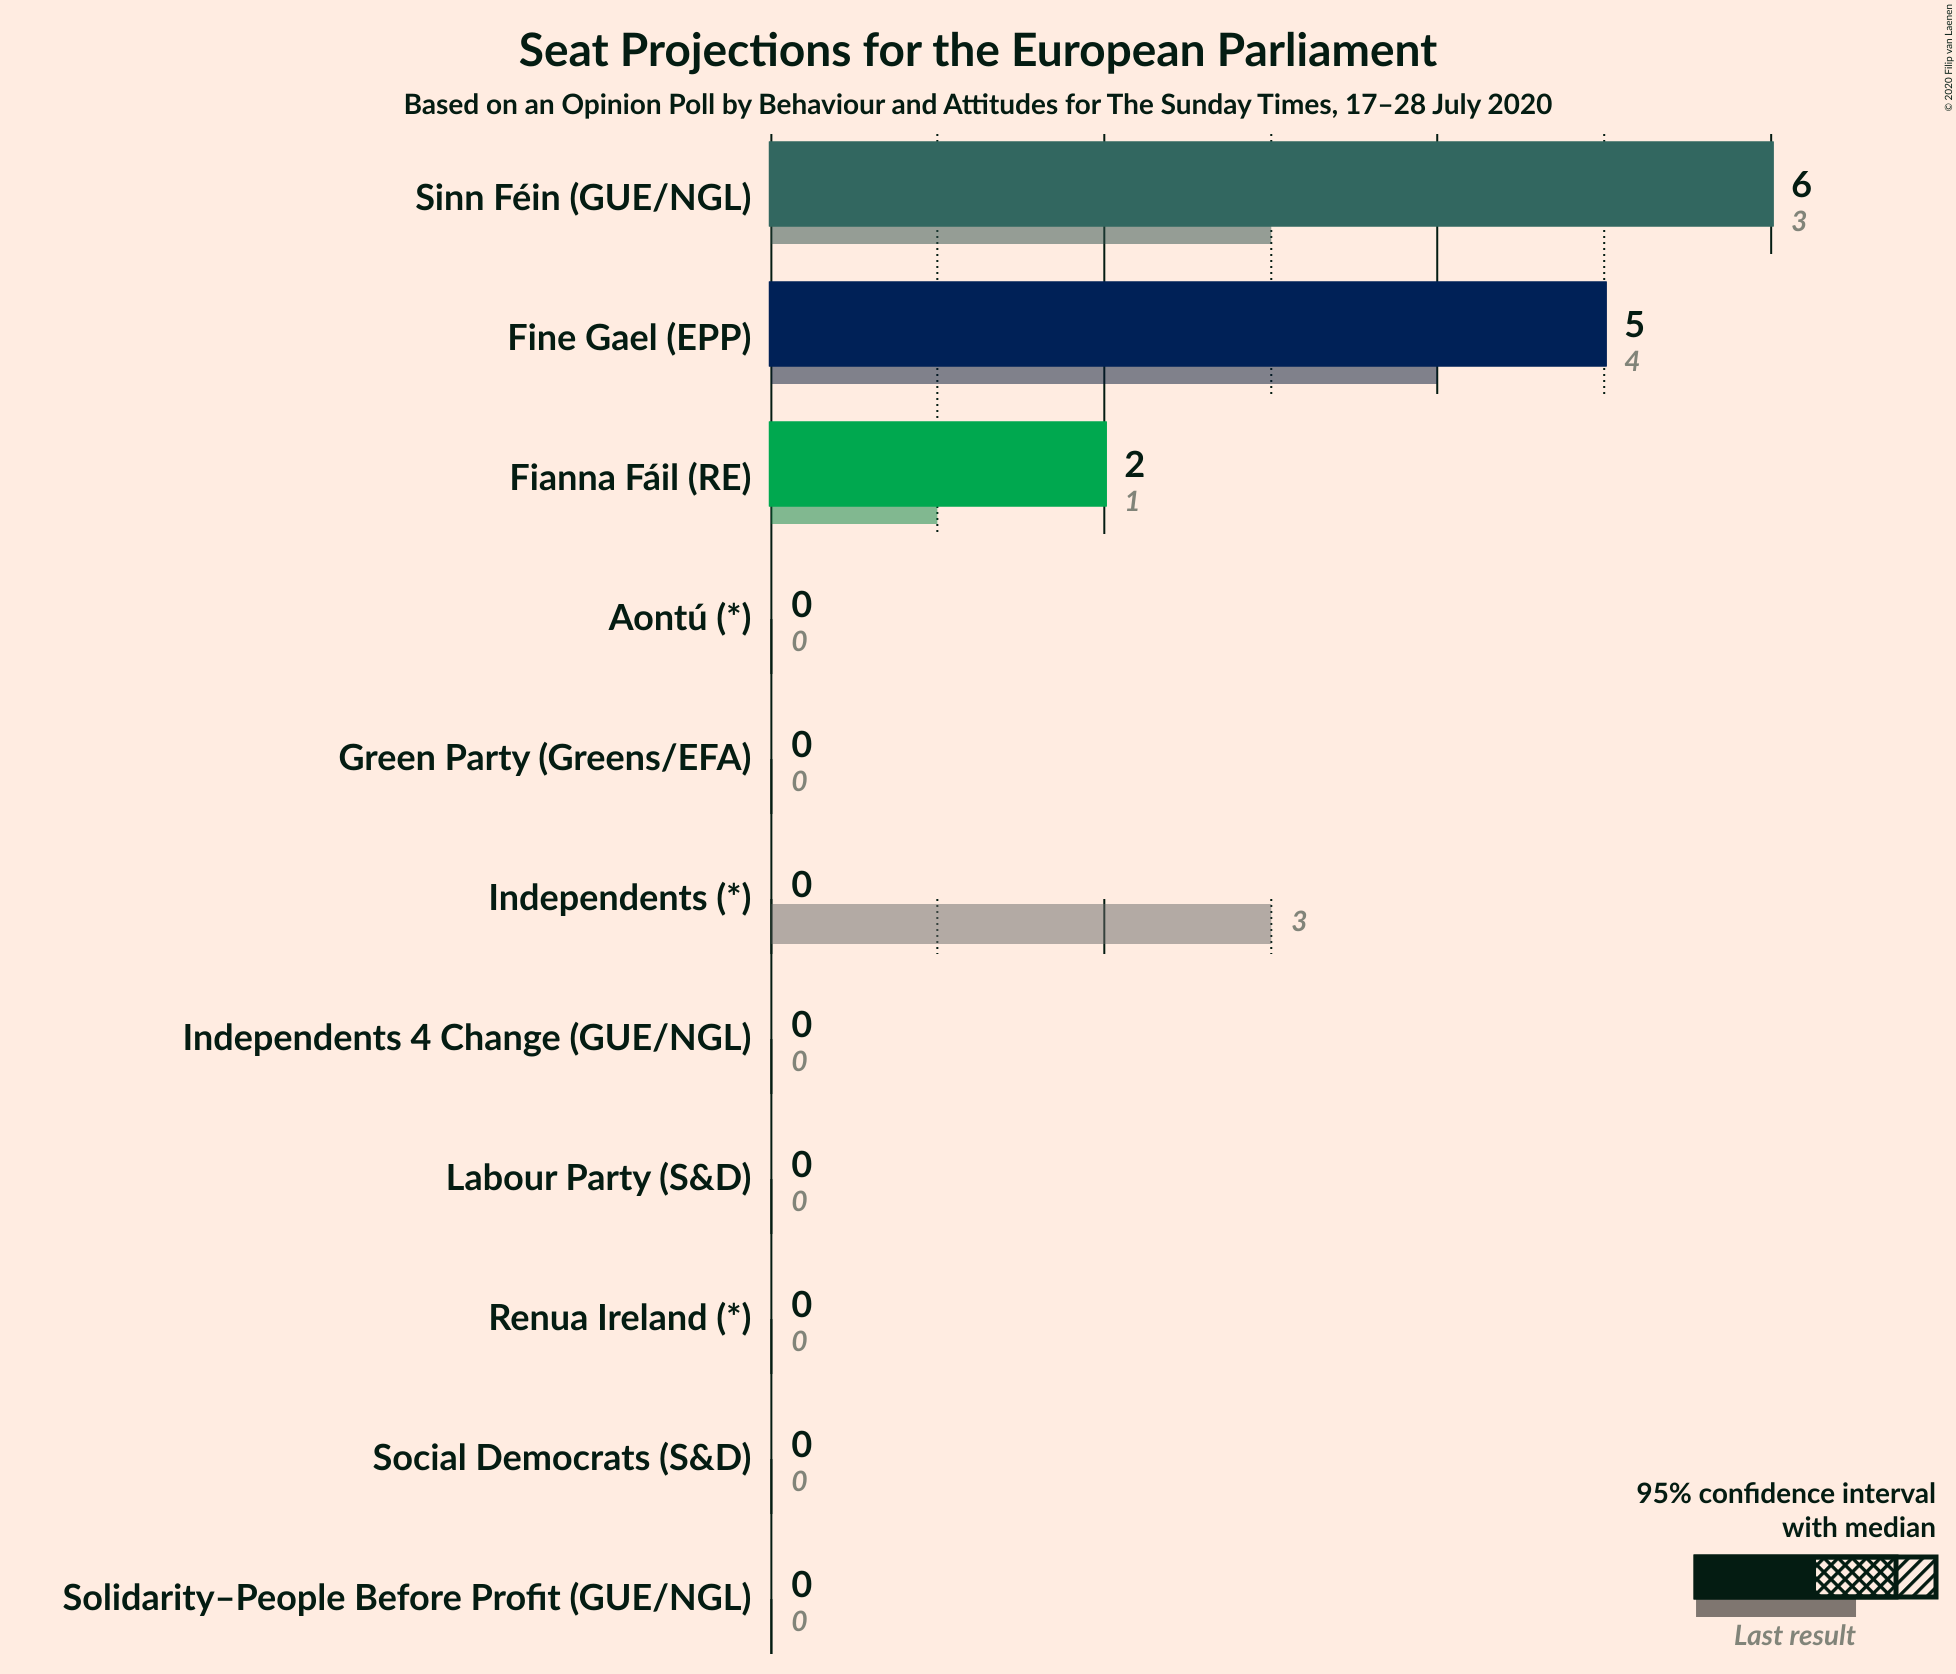 Seat Projections for the European Parliament
Based on an Opinion Poll by Behaviour and Attitudes for The Sunday Times, 17–28 July 2020
© 2020 Filip van Laenen
Sinn Féin (GUE/NGL)
6
3
Fine Gael (EPP)
5
4
Fianna Fáil (RE)
2
1
Aontú (*)
0
0
Green Party (Greens/EFA)
0
0
Independents (*)
0
3
Independents 4 Change (GUE/NGL)
0
0
Labour Party (S&D)
0
0
Renua Ireland (*)
0
0
Social Democrats (S&D)
0
0
Solidarity–People Before Profit (GUE/NGL)
0
0
95% confidence interval
with median
Last result